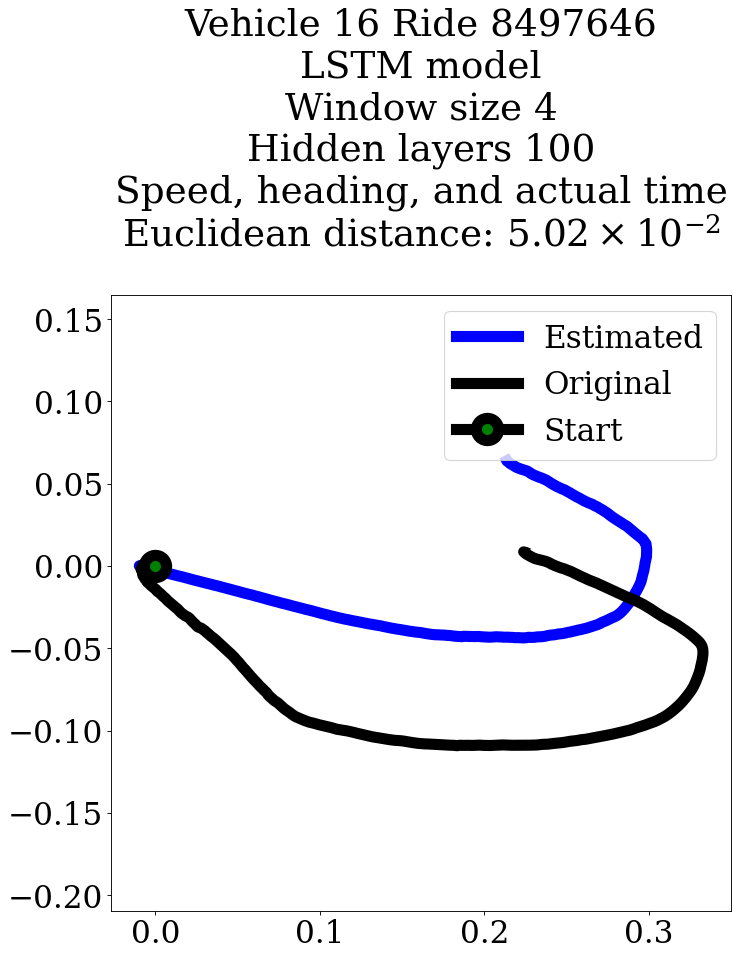 Vehicle 16 Ride 8497646
LSTM model
Window size 4
Hidden layers 100
Speed, heading, and actual time
Euclidean distance: 5.02 × 10⁻²
Estimated
Original
Start
0.15
0.10
0.05
0.00
−0.05
−0.10
−0.15
−0.20
0.0 0.1 0.2 0.3